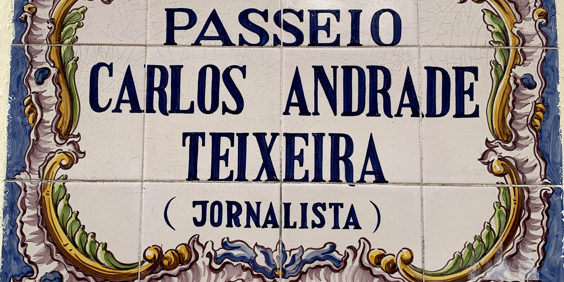 PASSEIO
CARLOS ANDRADE
TEIXEIRA
( JORNALISTA )